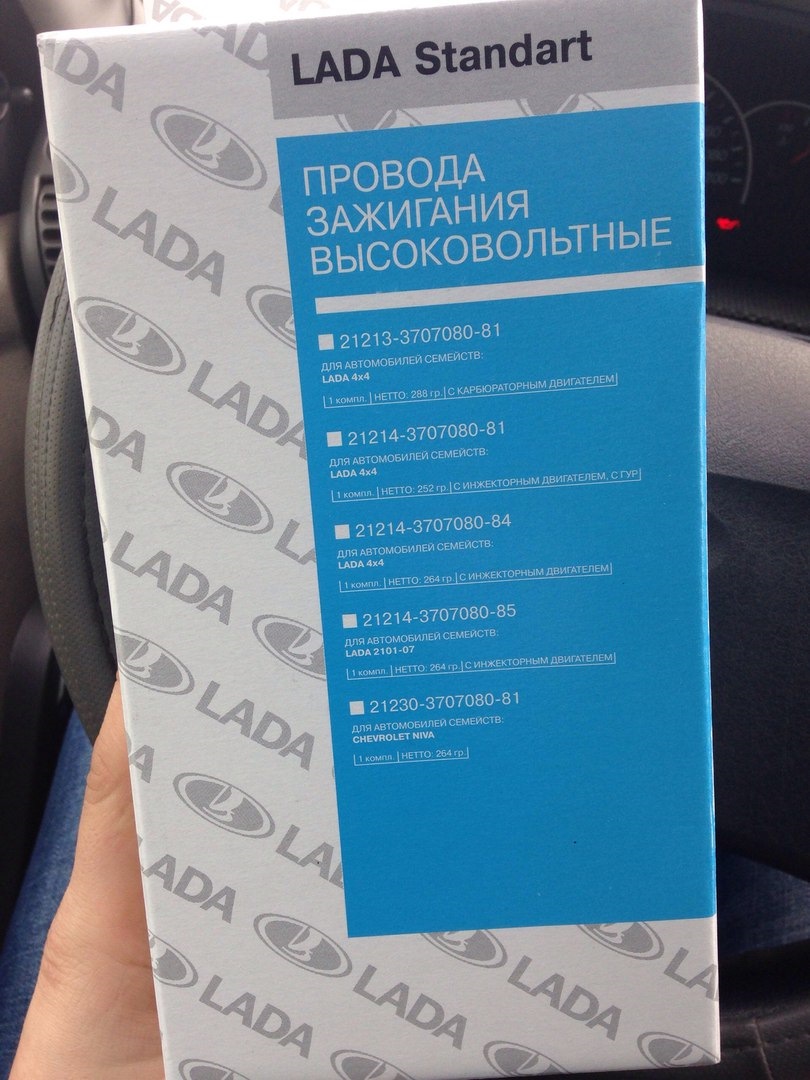 LADA Standart
ПРОВОДА
ЗАЖИГАНИЯ
ВЫСОКОВОЛЬТНЫЕ
21213-3707080-81
ДЛЯ АВТОМОБИЛЕЙ СЕМЕЙСТВ:
LADA 4x4
1 компл. НЕТТО: 288 гр. С КАРБЮРАТОРНЫМ ДВИГАТЕЛЕМ
21214-3707080-81
ДЛЯ АВТОМОБИЛЕЙ СЕМЕЙСТВ:
LADA 4x4
1 компл. НЕТТО: 252 гр. С ИНЖЕКТОРНЫМ ДВИГАТЕЛЕМ, С ГУР
21214-3707080-84
ДЛЯ АВТОМОБИЛЕЙ СЕМЕЙСТВ:
LADA 4x4
1 компл. НЕТТО: 264 гр. С ИНЖЕКТОРНЫМ ДВИГАТЕЛЕМ
21214-3707080-85
ДЛЯ АВТОМОБИЛЕЙ СЕМЕЙСТВ:
LADA 2101-07
1 компл. НЕТТО: 264 гр. С ИНЖЕКТОРНЫМ ДВИГАТЕЛЕМ
21230-3707080-81
ДЛЯ АВТОМОБИЛЕЙ СЕМЕЙСТВ:
CHEVROLET NIVA
1 компл. НЕТТО: 264 гр.
LADA
LADA
LADA
LADA
LADA
LADA
LADA